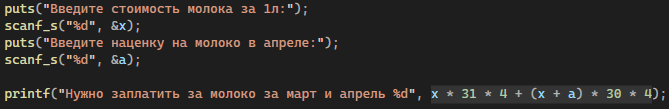 puts("Введите стоимость молока за 1л:");
scanf_s("%d", &x);
puts("Введите наценку на молоко в апреле:");
scanf_s("%d", &a);
printf("Нужно заплатить за молоко за март и апрель %d", x * 31 * 4 + (x + a) * 30 * 4);